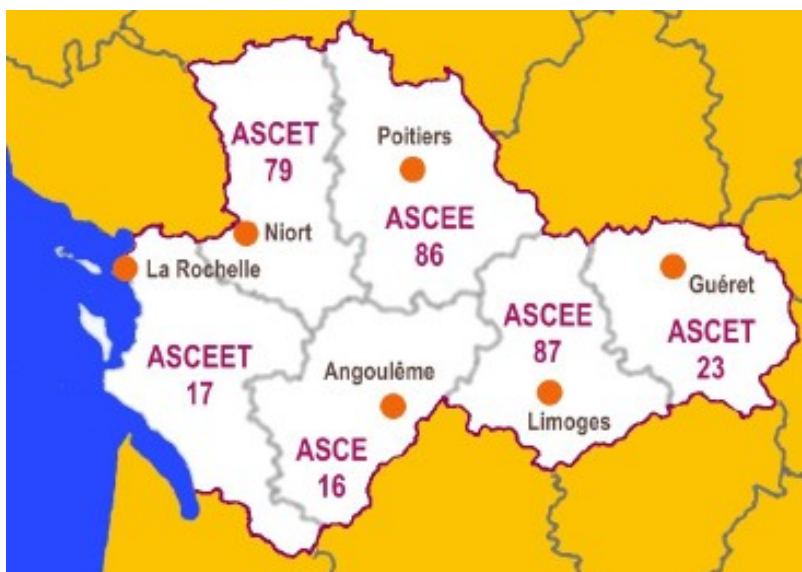 ASCET
79
Poitiers
ASCEE
86
Niort
La Rochelle
Guéret
ASCEE
87
ASCET
23
ASCEET
17
Angoulême
Limoges
ASCE
16